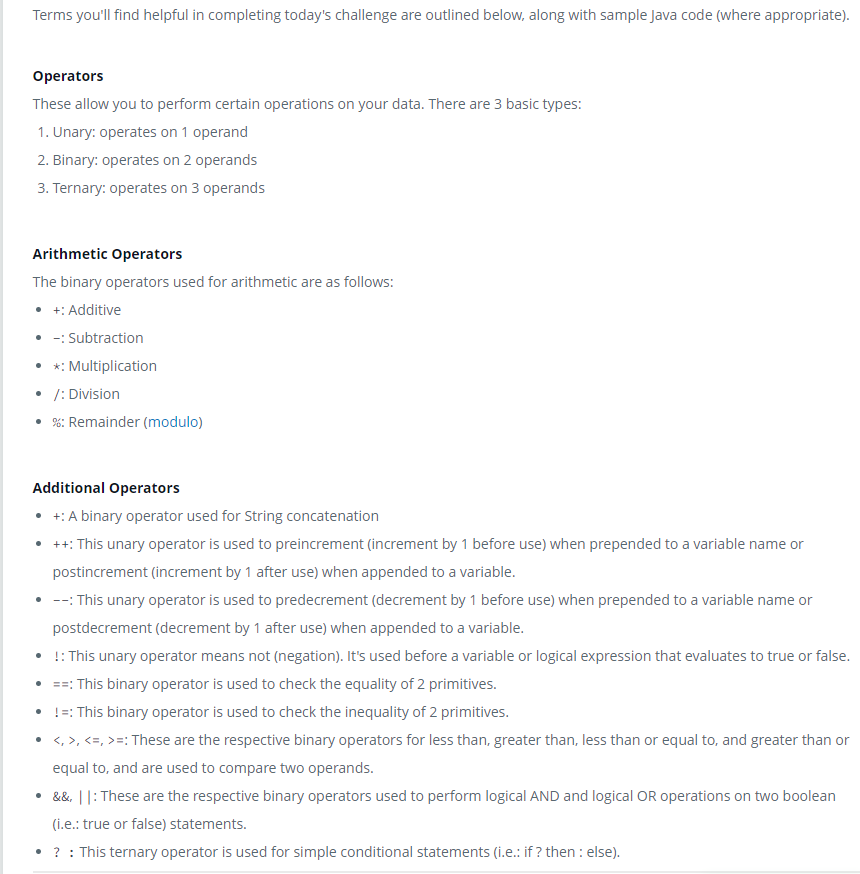 Terms you'll find helpful in completing today's challenge are outlined below, along with sample Java code (where appropriate).
Operators
These allow you to perform certain operations on your data. There are 3 basic types:
1. Unary: operates on 1 operand
2. Binary: operates on 2 operands
3. Ternary: operates on 3 operands
Arithmetic Operators
The binary operators used for arithmetic are as follows:
• +: Additive
• -: Subtraction
• *: Multiplication
• /: Division
• %: Remainder (modulo)
Additional Operators
• +: A binary operator used for String concatenation
• ++: This unary operator is used to preincrement (increment by 1 before use) when prepended to a variable name or
postincrement (increment by 1 after use) when appended to a variable.
• --: This unary operator is used to predecrement (decrement by 1 before use) when prepended to a variable name or
postdecrement (decrement by 1 after use) when appended to a variable.
• !: This unary operator means not (negation). It's used before a variable or logical expression that evaluates to true or false.
• ==: This binary operator is used to check the equality of 2 primitives.
• !=: This binary operator is used to check the inequality of 2 primitives.
• <, >, <=, >=: These are the respective binary operators for less than, greater than, less than or equal to, and greater than or
equal to, and are used to compare two operands.
• &&, ||: These are the respective binary operators used to perform logical AND and logical OR operations on two boolean
(i.e.: true or false) statements.
• ? : This ternary operator is used for simple conditional statements (i.e.: if ? then : else).